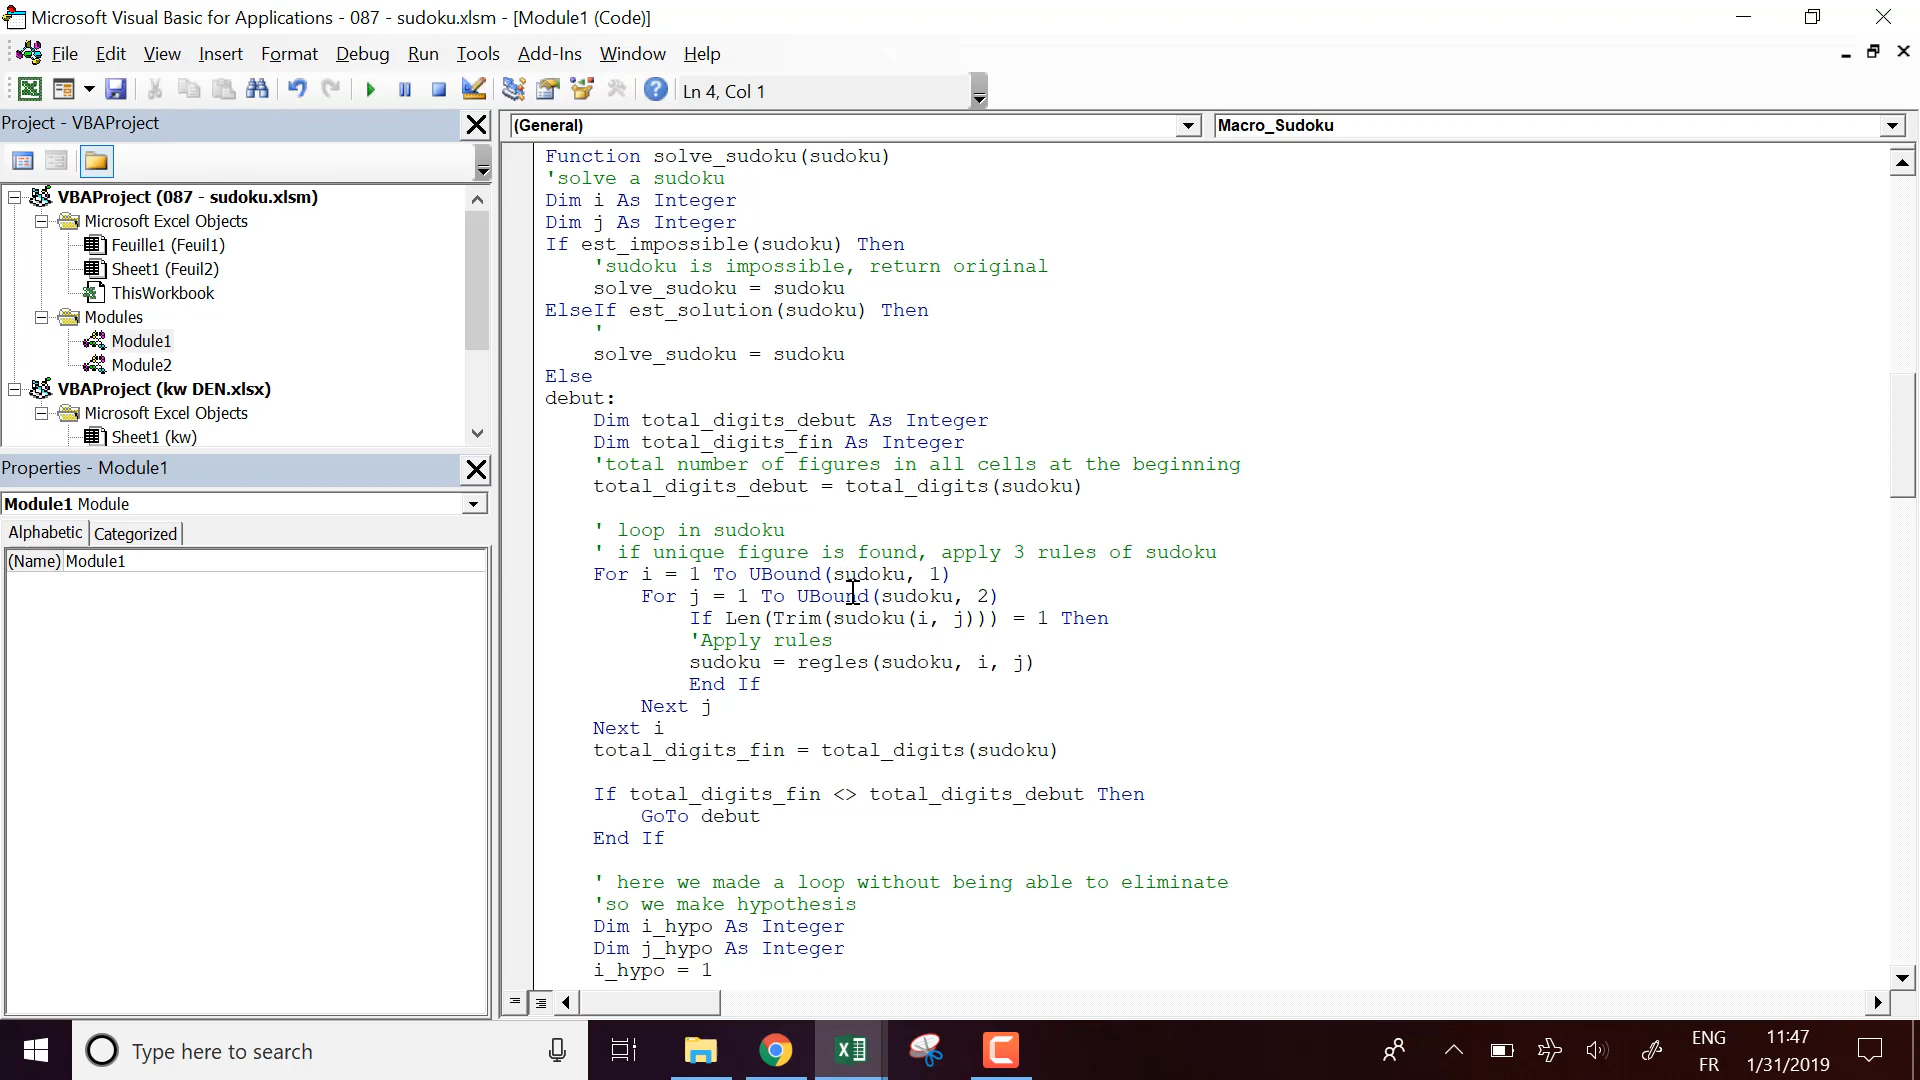 Microsoft Visual Basic for Applications - 087 - sudoku.xlsm - [Module1 (Code)]
File Edit View Insert Format Debug Run Tools Add-Ins Window Help
Ln 4, Col 1
Project - VBAProject
VBAProject (087 - sudoku.xlsm)
Microsoft Excel Objects
Feuille1 (Feuil1)
Sheet1 (Feuil2)
ThisWorkbook
Modules
Module1
Module2
VBAProject (kw DEN.xlsx)
Microsoft Excel Objects
Sheet1 (kw)
Properties - Module1
Module1 Module
Alphabetic Categorized
(Name) Module1
(General) Macro_Sudoku
Function solve_sudoku(sudoku)
'solve a sudoku
Dim i As Integer
Dim j As Integer
If est_impossible(sudoku) Then
'sudoku is impossible, return original
solve_sudoku = sudoku
ElseIf est_solution(sudoku) Then
'
solve_sudoku = sudoku
Else
debut:
Dim total_digits_debut As Integer
Dim total_digits_fin As Integer
'total number of figures in all cells at the beginning
total_digits_debut = total_digits(sudoku)
' loop in sudoku
' if unique figure is found, apply 3 rules of sudoku
For i = 1 To UBound(sudoku, 1)
For j = 1 To UBound(sudoku, 2)
If Len(Trim(sudoku(i, j))) = 1 Then
'Apply rules
sudoku = regles(sudoku, i, j)
End If
Next j
Next i
total_digits_fin = total_digits(sudoku)
If total_digits_fin <> total_digits_debut Then
GoTo debut
End If
' here we made a loop without being able to eliminate
'so we make hypothesis
Dim i_hypo As Integer
Dim j_hypo As Integer
i_hypo = 1
Type here to search
ENG
FR
11:47
1/31/2019